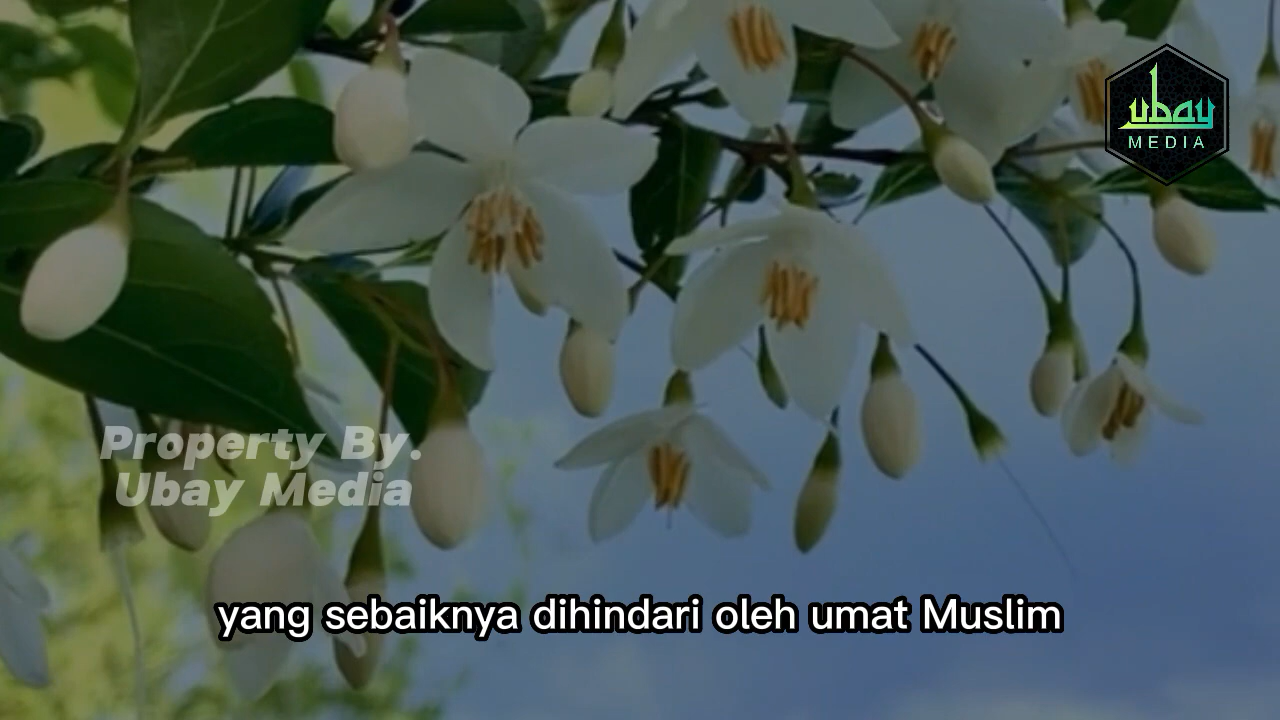 ubay
MEDIA
Property By.
Ubay Media
yang sebaiknya dihindari oleh umat Muslim